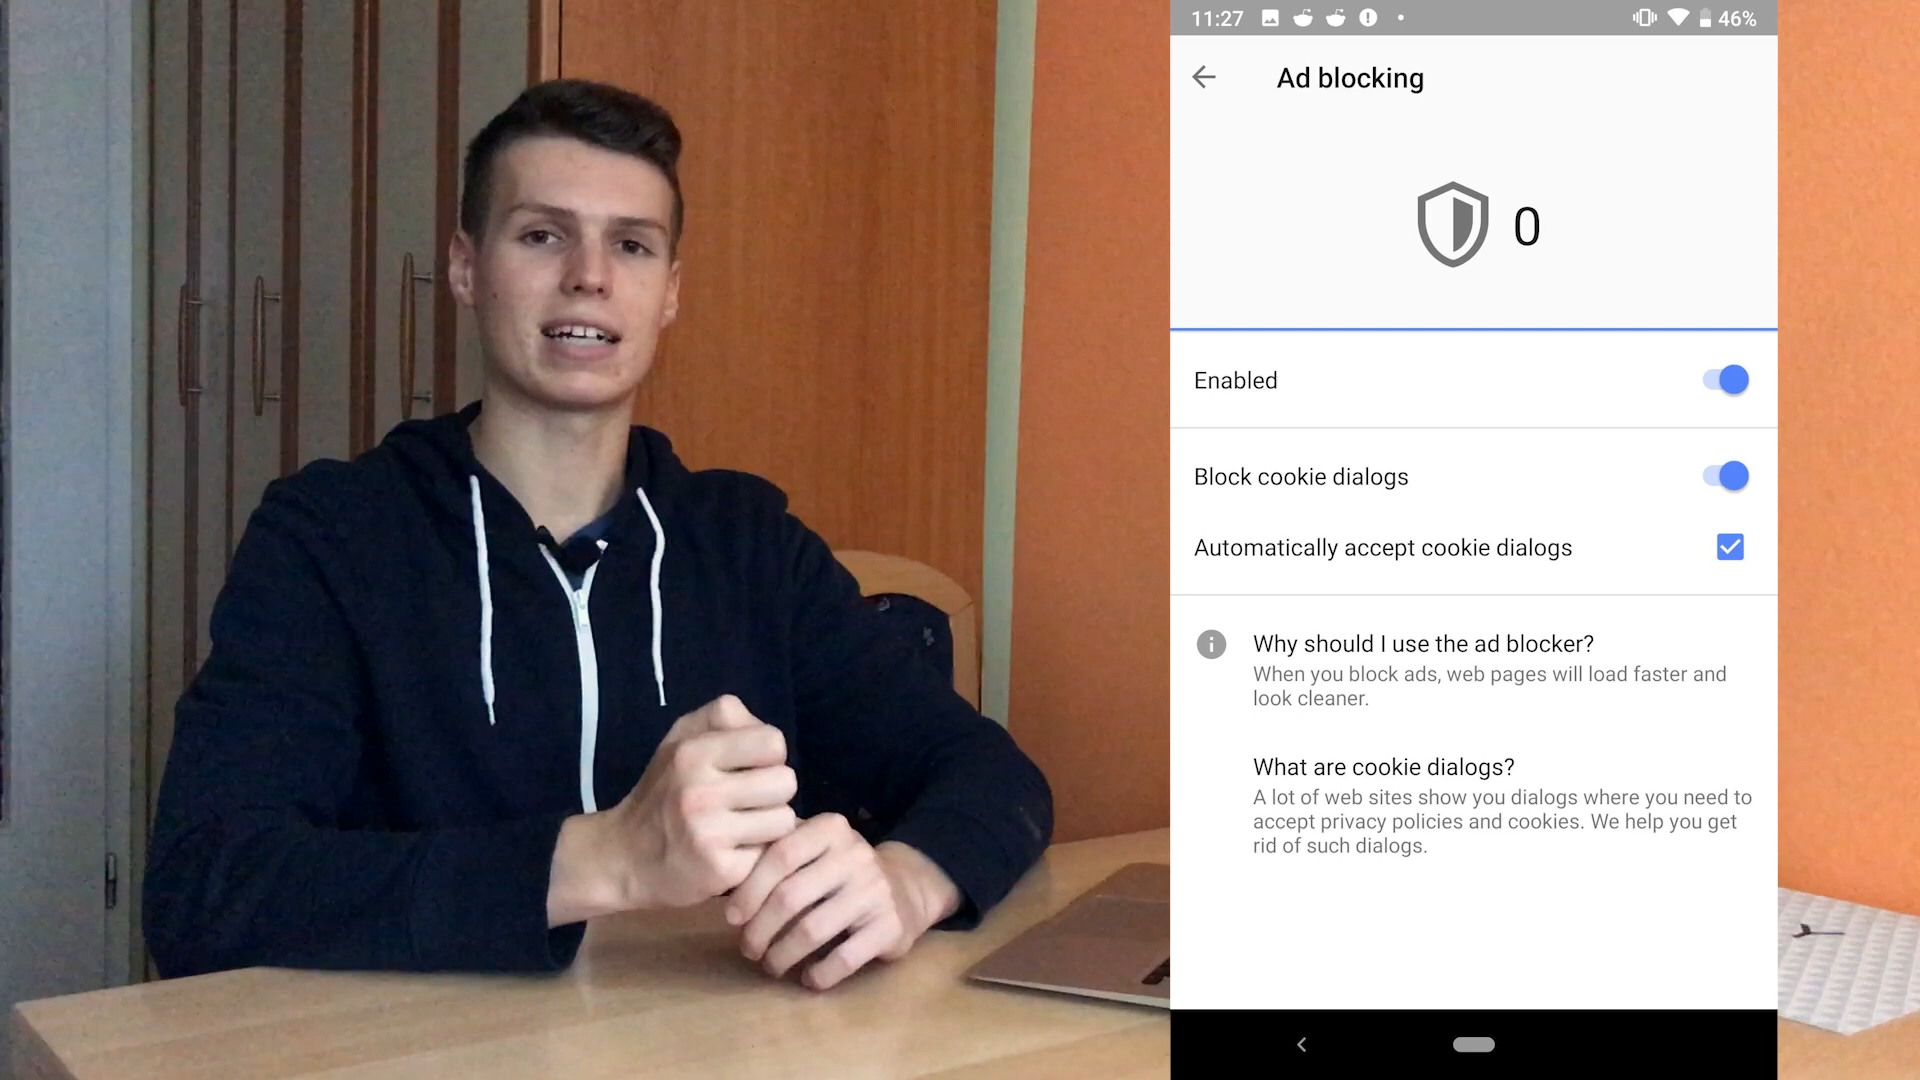 11:27
46%
Ad blocking
0
Enabled
Block cookie dialogs
Automatically accept cookie dialogs
Why should I use the ad blocker?
When you block ads, web pages will load faster and
look cleaner.
What are cookie dialogs?
A lot of web sites show you dialogs where you need to
accept privacy policies and cookies. We help you get
rid of such dialogs.